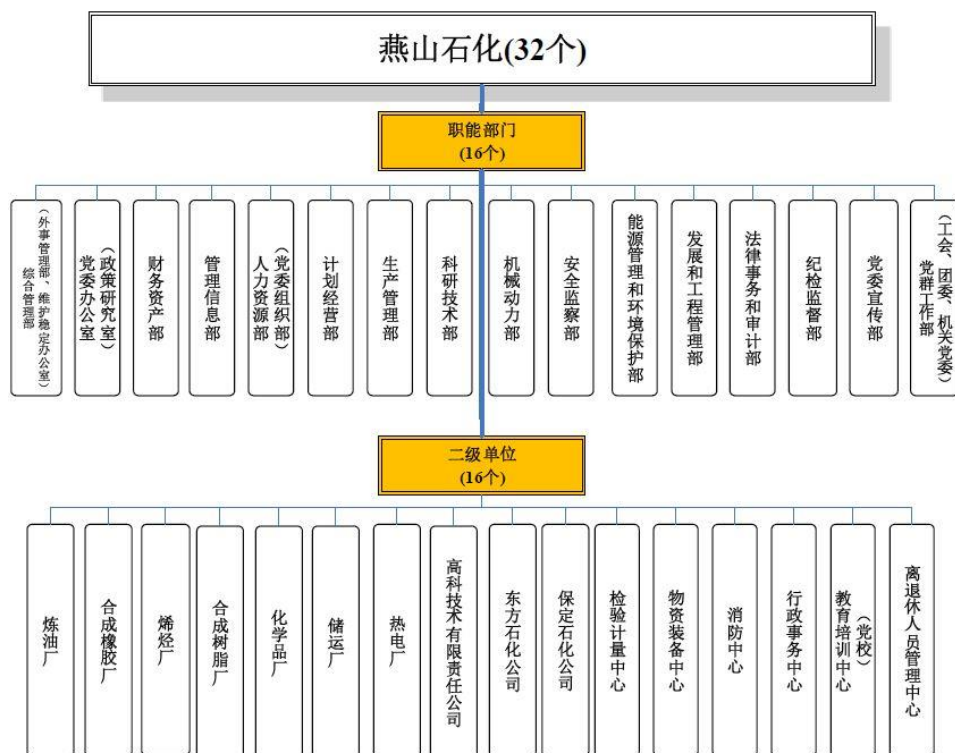 燕山石化(32个)
职能部门
(16个)
综合管理部
(外事管理部、维护稳定办公室)
党委办公室
(政策研究室)
财务资产部
管理信息部
人力资源部
(党委组织部)
计划经营部
生产管理部
科研技术部
机械动力部
安全监察部
能源管理和环境保护部
发展和工程管理部
法律事务和审计部
纪检监督部
党委宣传部
党群工作部
(工会、团委、机关党委)
二级单位
(16个)
炼油厂
合成橡胶厂
烯烃厂
合成树脂厂
化学品厂
储运厂
热电厂
高科技术有限责任公司
东方石化公司
保定石化公司
检验计量中心
物资装备中心
消防中心
行政事务中心
教育培训中心
(党校)
离退休人员管理中心